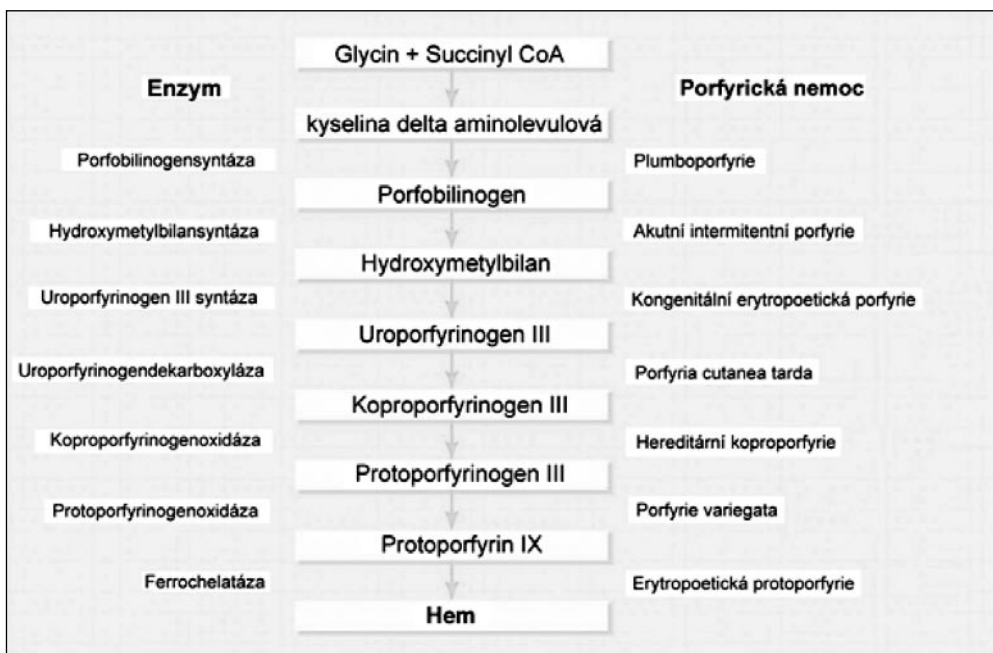 Glycin + Succinyl CoA
Enzym
Porfyrická nemoc
kyselina delta aminolevulová
Porfobilinogensyntáza
Plumboporfyrie
Porfobilinogen
Hydroxymetylbilansyntáza
Akutní intermitentní porfyrie
Hydroxymetylbilan
Uroporfyrinogen III syntáza
Kongenitální erytropoetická porfyrie
Uroporfyrinogen III
Uroporfyrinogendekarboxyláza
Porfyria cutanea tarda
Koproporfyrinogen III
Koproporfyrinogenoxidáza
Hereditární koproporfyrie
Protoporfyrinogen III
Protoporfyrinogenoxidáza
Porfyrie variegata
Protoporfyrin IX
Ferrochelatáza
Erytropoetická protoporfyrie
Hem